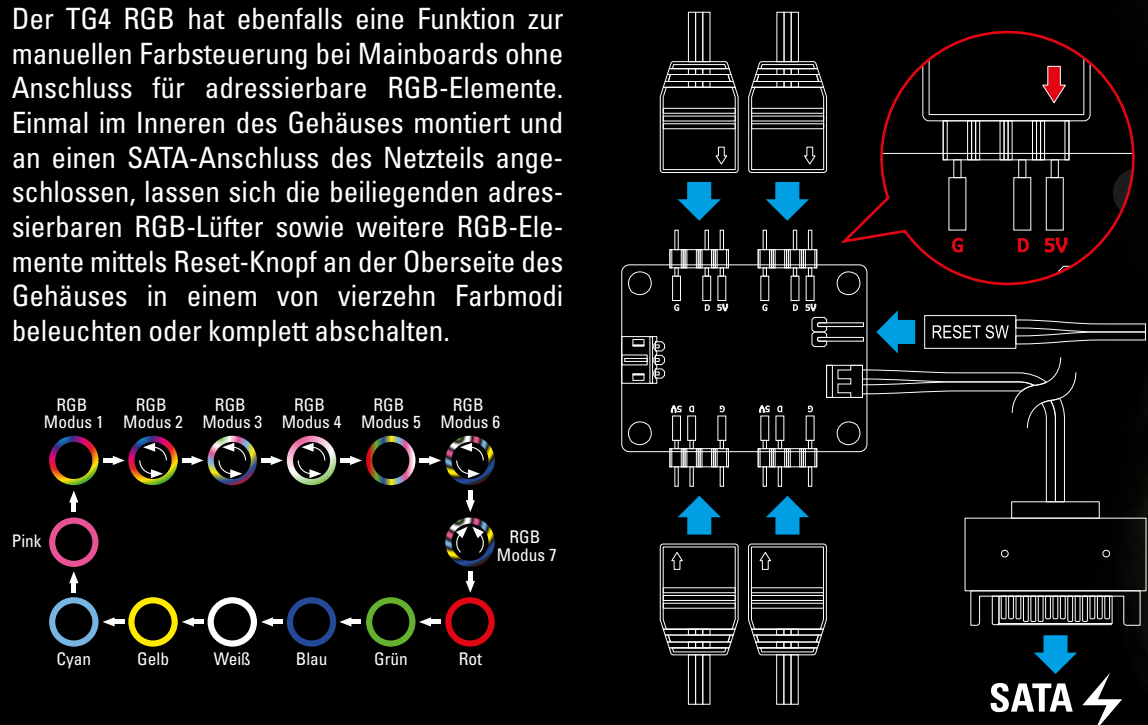 Der TG4 RGB hat ebenfalls eine Funktion zur
manuellen Farbsteuerung bei Mainboards ohne
Anschluss für adressierbare RGB-Elemente.
Einmal im Inneren des Gehäuses montiert und
an einen SATA-Anschluss des Netzteils ange-
schlossen, lassen sich die beiliegenden adres-
sierbaren RGB-Lüfter sowie weitere RGB-Ele-
mente mittels Reset-Knopf an der Oberseite des
Gehäuses in einem von vierzehn Farbmodi
beleuchten oder komplett abschalten.
RGB
Modus 1
RGB
Modus 2
RGB
Modus 3
RGB
Modus 4
RGB
Modus 5
RGB
Modus 6
RGB
Modus 7
Pink
Cyan
Gelb
Weiß
Blau
Grün
Rot
G D 5V
G D 5V
G D 5V
RESET SW
5V D G
5V D G
SATA